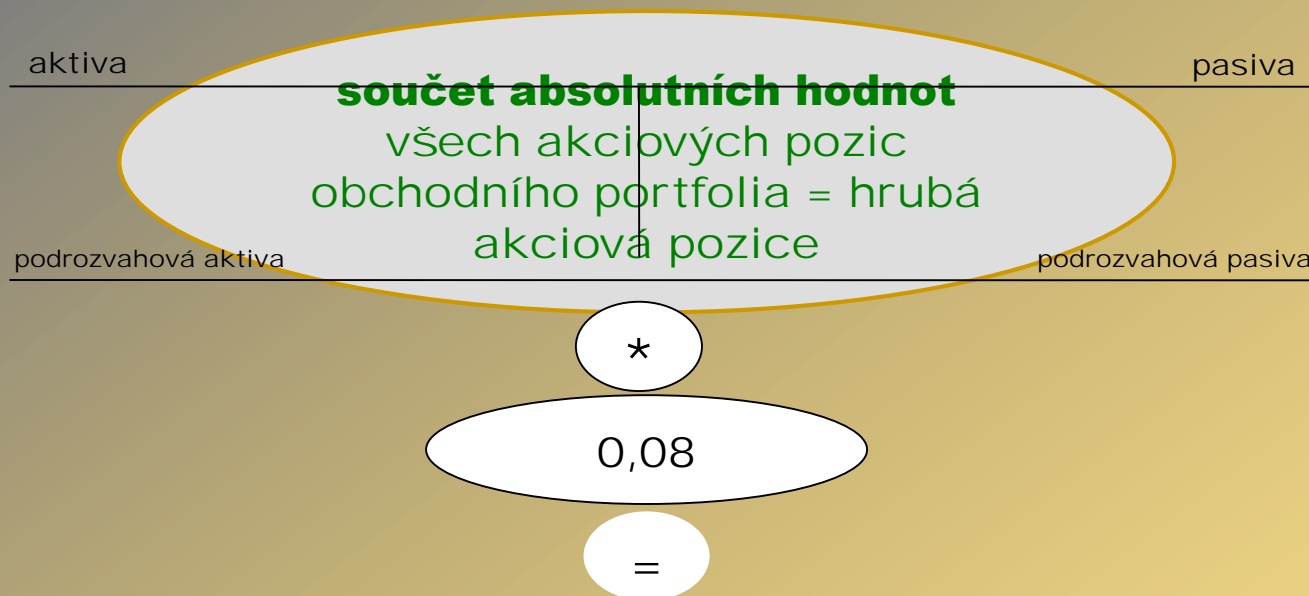 aktiva
pasiva
součet absolutních hodnot
všech akciových pozic
obchodního portfolia = hrubá
akciová pozice
podrozvahová aktiva
podrozvahová pasiva
*
0,08
=